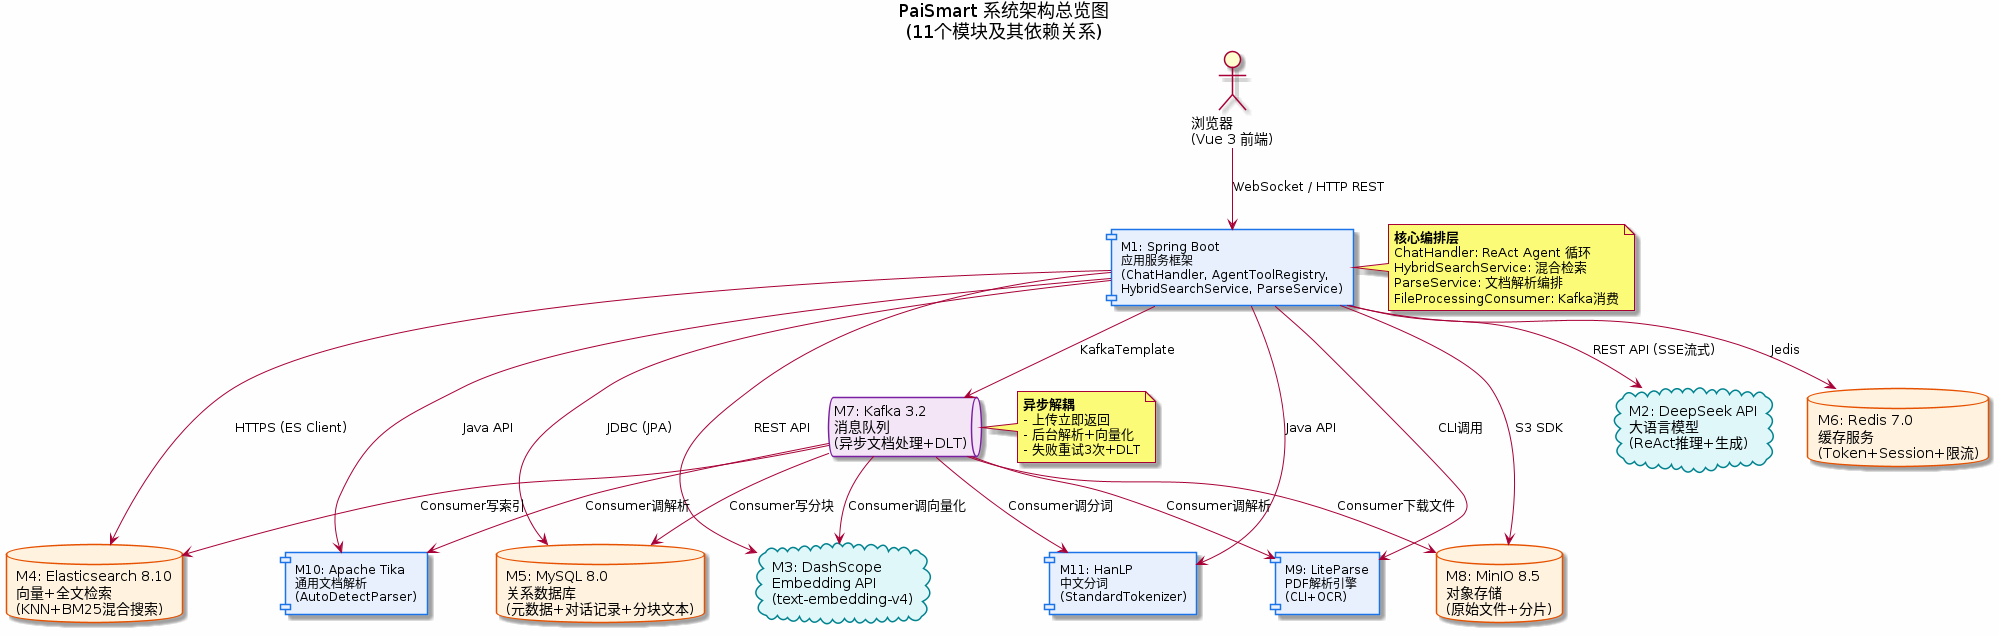 PaiSmart 系统架构总览图
(11个模块及其依赖关系)
浏览器
(Vue 3 前端)
WebSocket / HTTP REST
M1: Spring Boot
应用服务框架
(ChatHandler, AgentToolRegistry,
HybridSearchService, ParseService)
核心编排层
ChatHandler: ReAct Agent 循环
HybridSearchService: 混合检索
ParseService: 文档解析编排
FileProcessingConsumer: Kafka消费
KafkaTemplate
REST API (SSE流式)
Jedis
HTTPS (ES Client)
Java API
JDBC (JPA)
REST API
Java API
CLI调用
S3 SDK
M7: Kafka 3.2
消息队列
(异步文档处理+DLT)
异步解耦
- 上传立即返回
- 后台解析+向量化
- 失败重试3次+DLT
M2: DeepSeek API
大语言模型
(ReAct推理+生成)
M6: Redis 7.0
缓存服务
(Token+Session+限流)
Consumer写索引
Consumer调解析
Consumer写分块
Consumer调向量化
Consumer调分词
Consumer调解析
Consumer下载文件
M4: Elasticsearch 8.10
向量+全文检索
(KNN+BM25混合搜索)
M10: Apache Tika
通用文档解析
(AutoDetectParser)
M5: MySQL 8.0
关系数据库
(元数据+对话记录+分块文本)
M3: DashScope
Embedding API
(text-embedding-v4)
M11: HanLP
中文分词
(StandardTokenizer)
M9: LiteParse
PDF解析引擎
(CLI+OCR)
M8: MinIO 8.5
对象存储
(原始文件+分片)